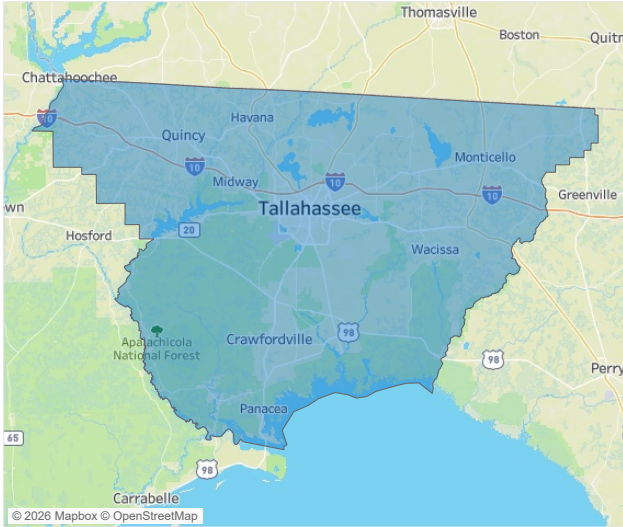 Thomasville
Boston
Quitm
Chattahoochee
10
Havana
Quincy
Monticello
10
Midway
10
10
Greenville
own
Tallahassee
20
Hosford
Wacissa
98
Crawfordville
Apalachicola
National Forest
98
Perry
Panacea
65
98
Carrabelle
© 2026 Mapbox © OpenStreetMap